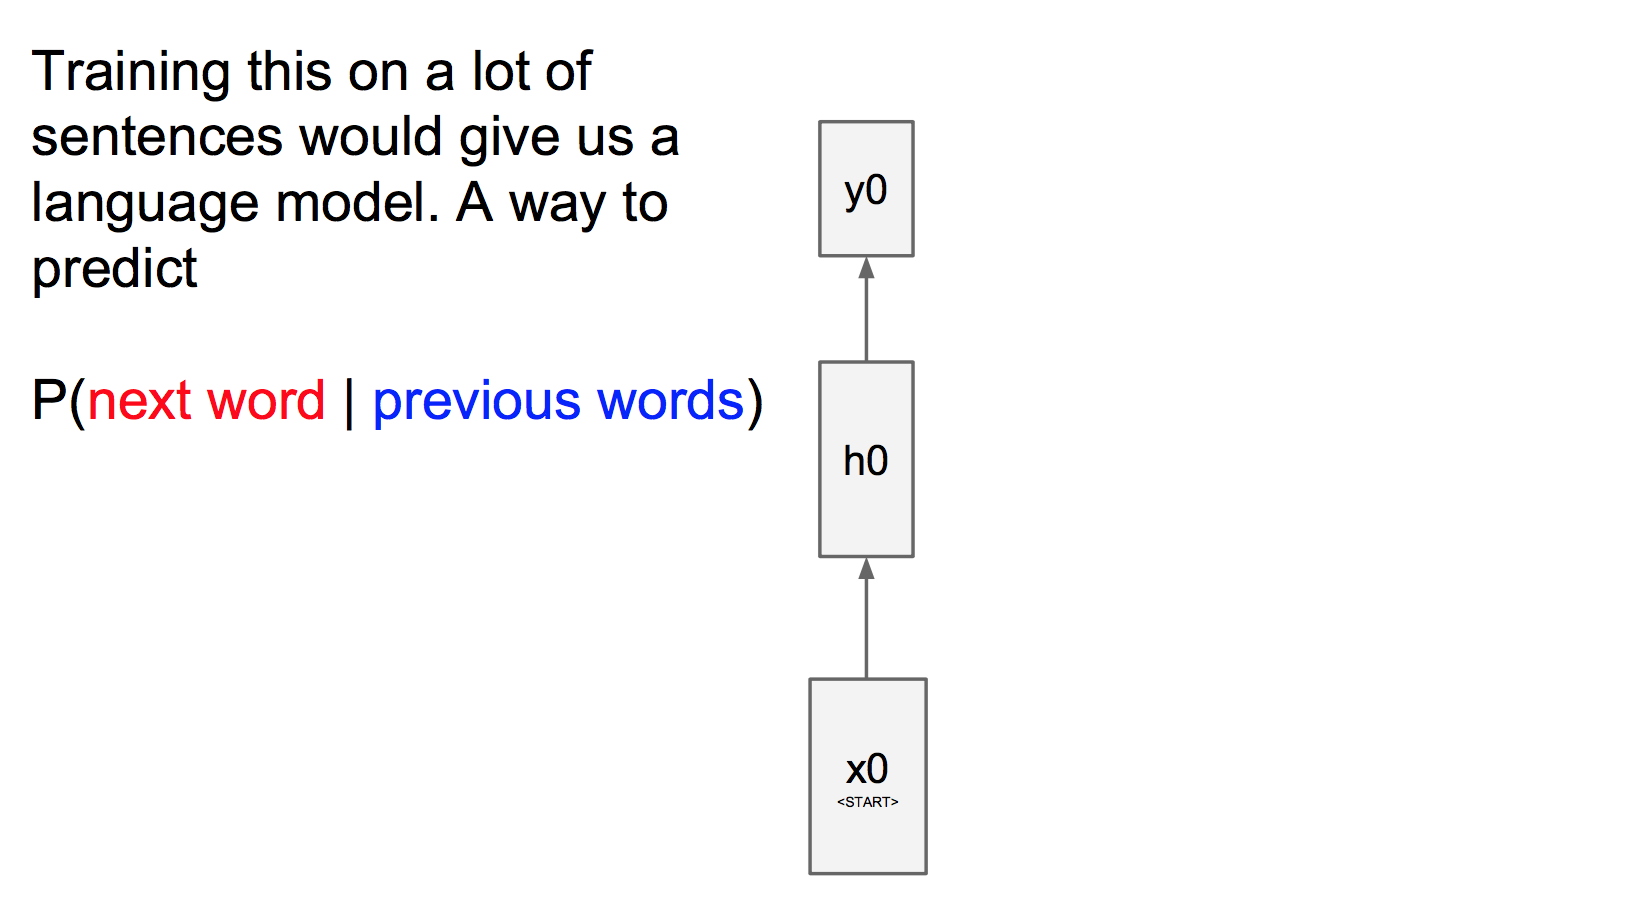 Training this on a lot of
sentences would give us a
language model. A way to
predict
P(next word | previous words)
y0
h0
x0
<START>